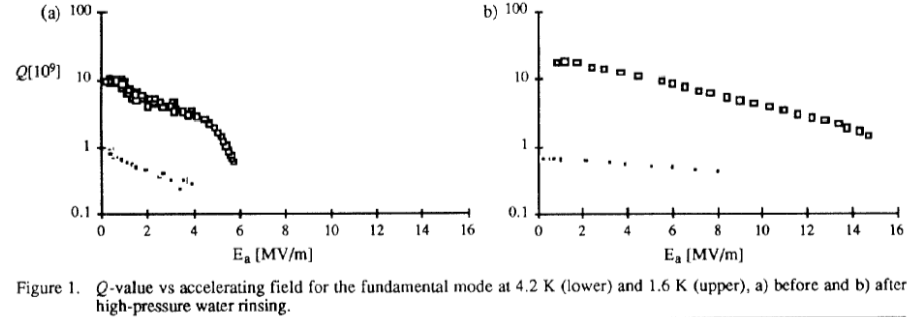 (a) 100
Q[10⁹]
10
1
0.1
0 2 4 6 8 10 12 14 16
Eₐ [MV/m]
b) 100
10
1
0.1
0 2 4 6 8 10 12 14 16
Eₐ [MV/m]
Figure 1. Q-value vs accelerating field for the fundamental mode at 4.2 K (lower) and 1.6 K (upper), a) before and b) after
high-pressure water rinsing.